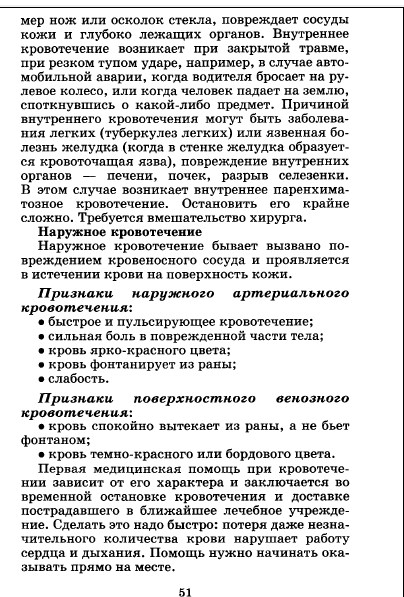 мер нож или осколок стекла, повреждает сосуды
кожи и глубоко лежащих органов. Внутреннее
кровотечение возникает при закрытой травме,
при резком тупом ударе, например, в случае авто-
мобильной аварии, когда водителя бросает на ру-
левое колесо, или когда человек падает на землю,
споткнувшись о какой-либо предмет. Причиной
внутреннего кровотечения могут быть заболева-
ния легких (туберкулез легких) или язвенная бо-
лезнь желудка (когда в стенке желудка образует-
ся кровоточащая язва), повреждение внутренних
органов — печени, почек, разрыв селезенки.
В этом случае возникает внутреннее паренхима-
тозное кровотечение. Остановить его крайне
сложно. Требуется вмешательство хирурга.
Наружное кровотечение
Наружное кровотечение бывает вызвано по-
вреждением кровеносного сосуда и проявляется
в истечении крови на поверхность кожи.
Признаки наружного артериального
кровотечения:
• быстрое и пульсирующее кровотечение;
• сильная боль в поврежденной части тела;
• кровь ярко-красного цвета;
• кровь фонтанирует из раны;
• слабость.
Признаки поверхностного венозного
кровотечения:
• кровь спокойно вытекает из раны, а не бьет
фонтаном;
• кровь темно-красного или бордового цвета.
Первая медицинская помощь при кровотече-
нии зависит от его характера и заключается во
временной остановке кровотечения и доставке
пострадавшего в ближайшее лечебное учрежде-
ние. Сделать это надо быстро: потеря даже незна-
чительного количества крови нарушает работу
сердца и дыхания. Помощь нужно начинать ока-
зывать прямо на месте.
51